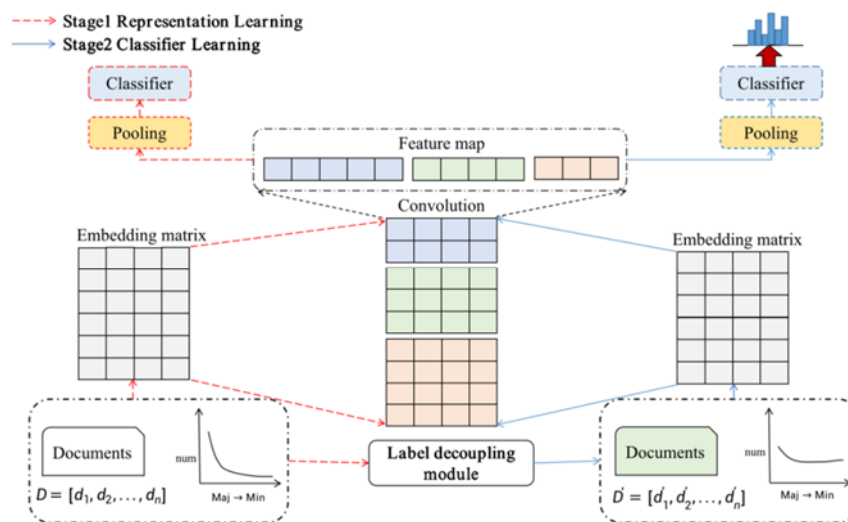 Stage1 Representation Learning
Stage2 Classifier Learning
Classifier
Classifier
Pooling
Pooling
Feature map
Convolution
Embedding matrix
Embedding matrix
Documents
num
Maj → Min
D = [d₁, d₂, . . . , dₙ]
Label decoupling
module
Documents
num
Maj → Min
D′ = [d′₁, d′₂, . . . , d′ₙ]